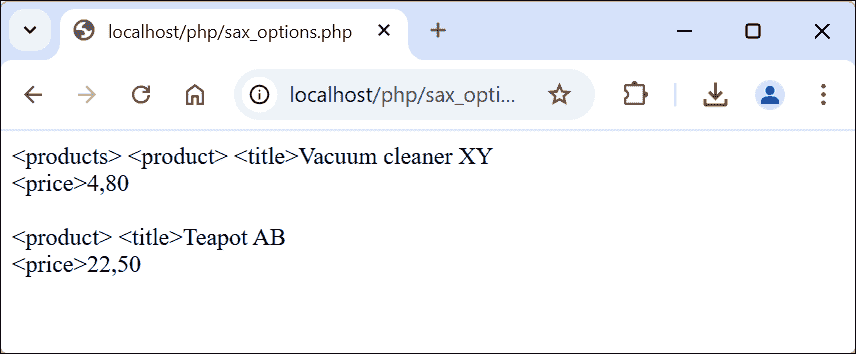 localhost/php/sax_options.php
localhost/php/sax_opti...
<products> <product> <title>Vacuum cleaner XY
<price>4,80
<product> <title>Teapot AB
<price>22,50